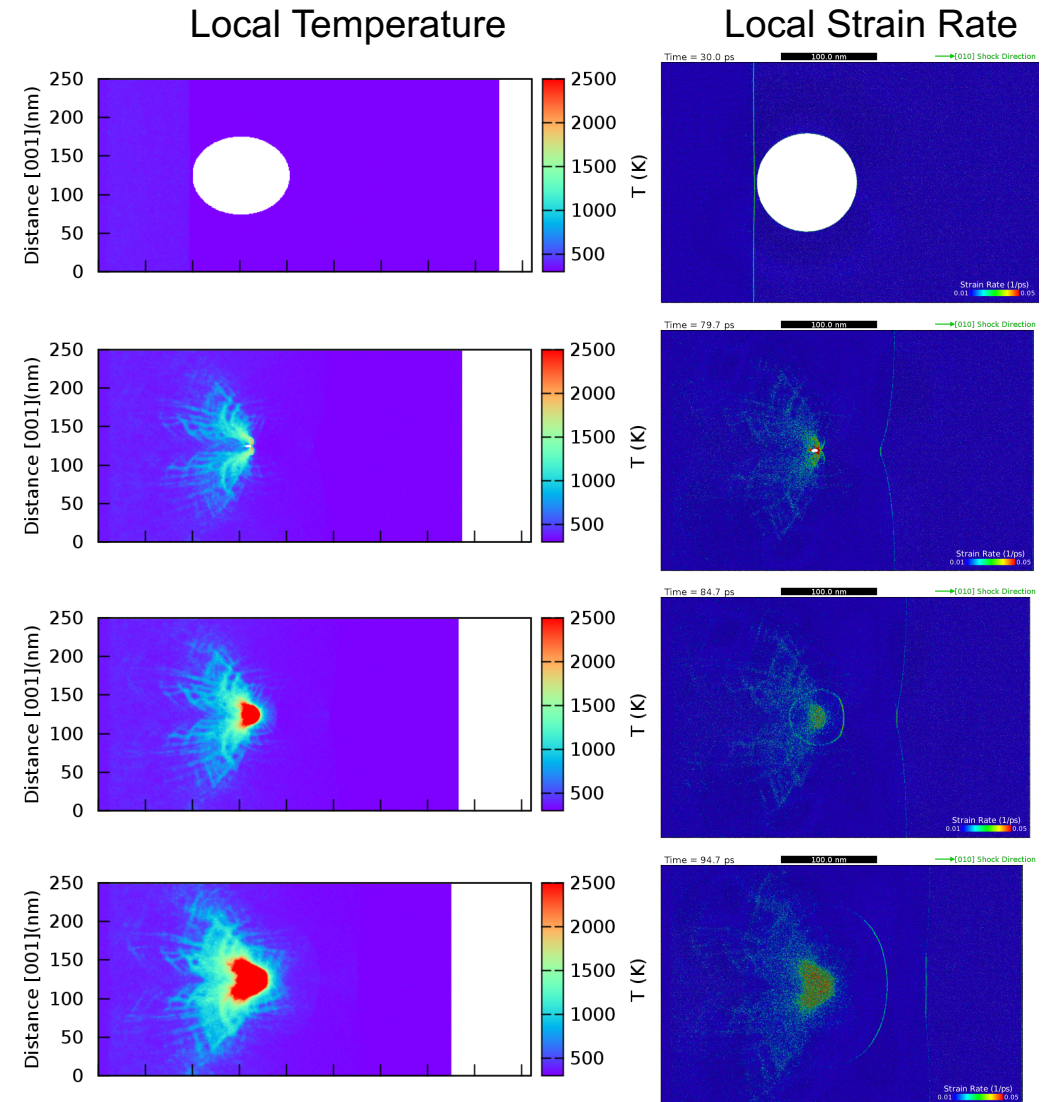 Local Temperature
Local Strain Rate
Distance [001](nm)
250
200
150
100
50
0
2500
2000
1500
1000
500
T (K)
Time = 30.0 ps
100.0 nm
[010] Shock Direction
Strain Rate (1/ps)
0.01 0.05
Distance [001](nm)
250
200
150
100
50
0
2500
2000
1500
1000
500
T (K)
Time = 79.7 ps
100.0 nm
[010] Shock Direction
Strain Rate (1/ps)
0.01 0.05
Distance [001](nm)
250
200
150
100
50
0
2500
2000
1500
1000
500
T (K)
Time = 84.7 ps
100.0 nm
[010] Shock Direction
Strain Rate (1/ps)
0.01 0.05
Distance [001](nm)
250
200
150
100
50
0
2500
2000
1500
1000
500
T (K)
Time = 94.7 ps
100.0 nm
[010] Shock Direction
Strain Rate (1/ps)
0.01 0.05